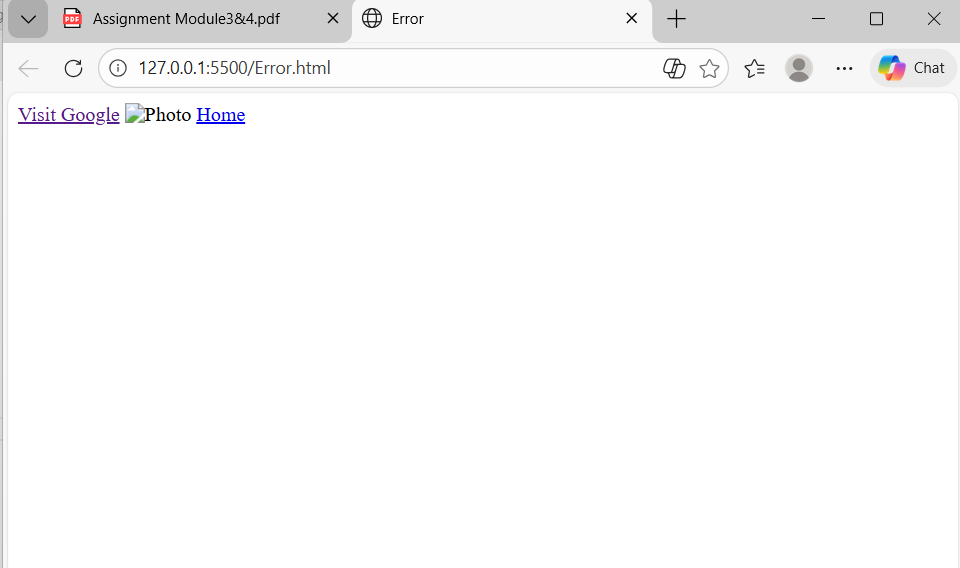 Assignment Module3&4.pdf
Error
127.0.0.1:5500/Error.html
Chat
Visit Google Photo Home